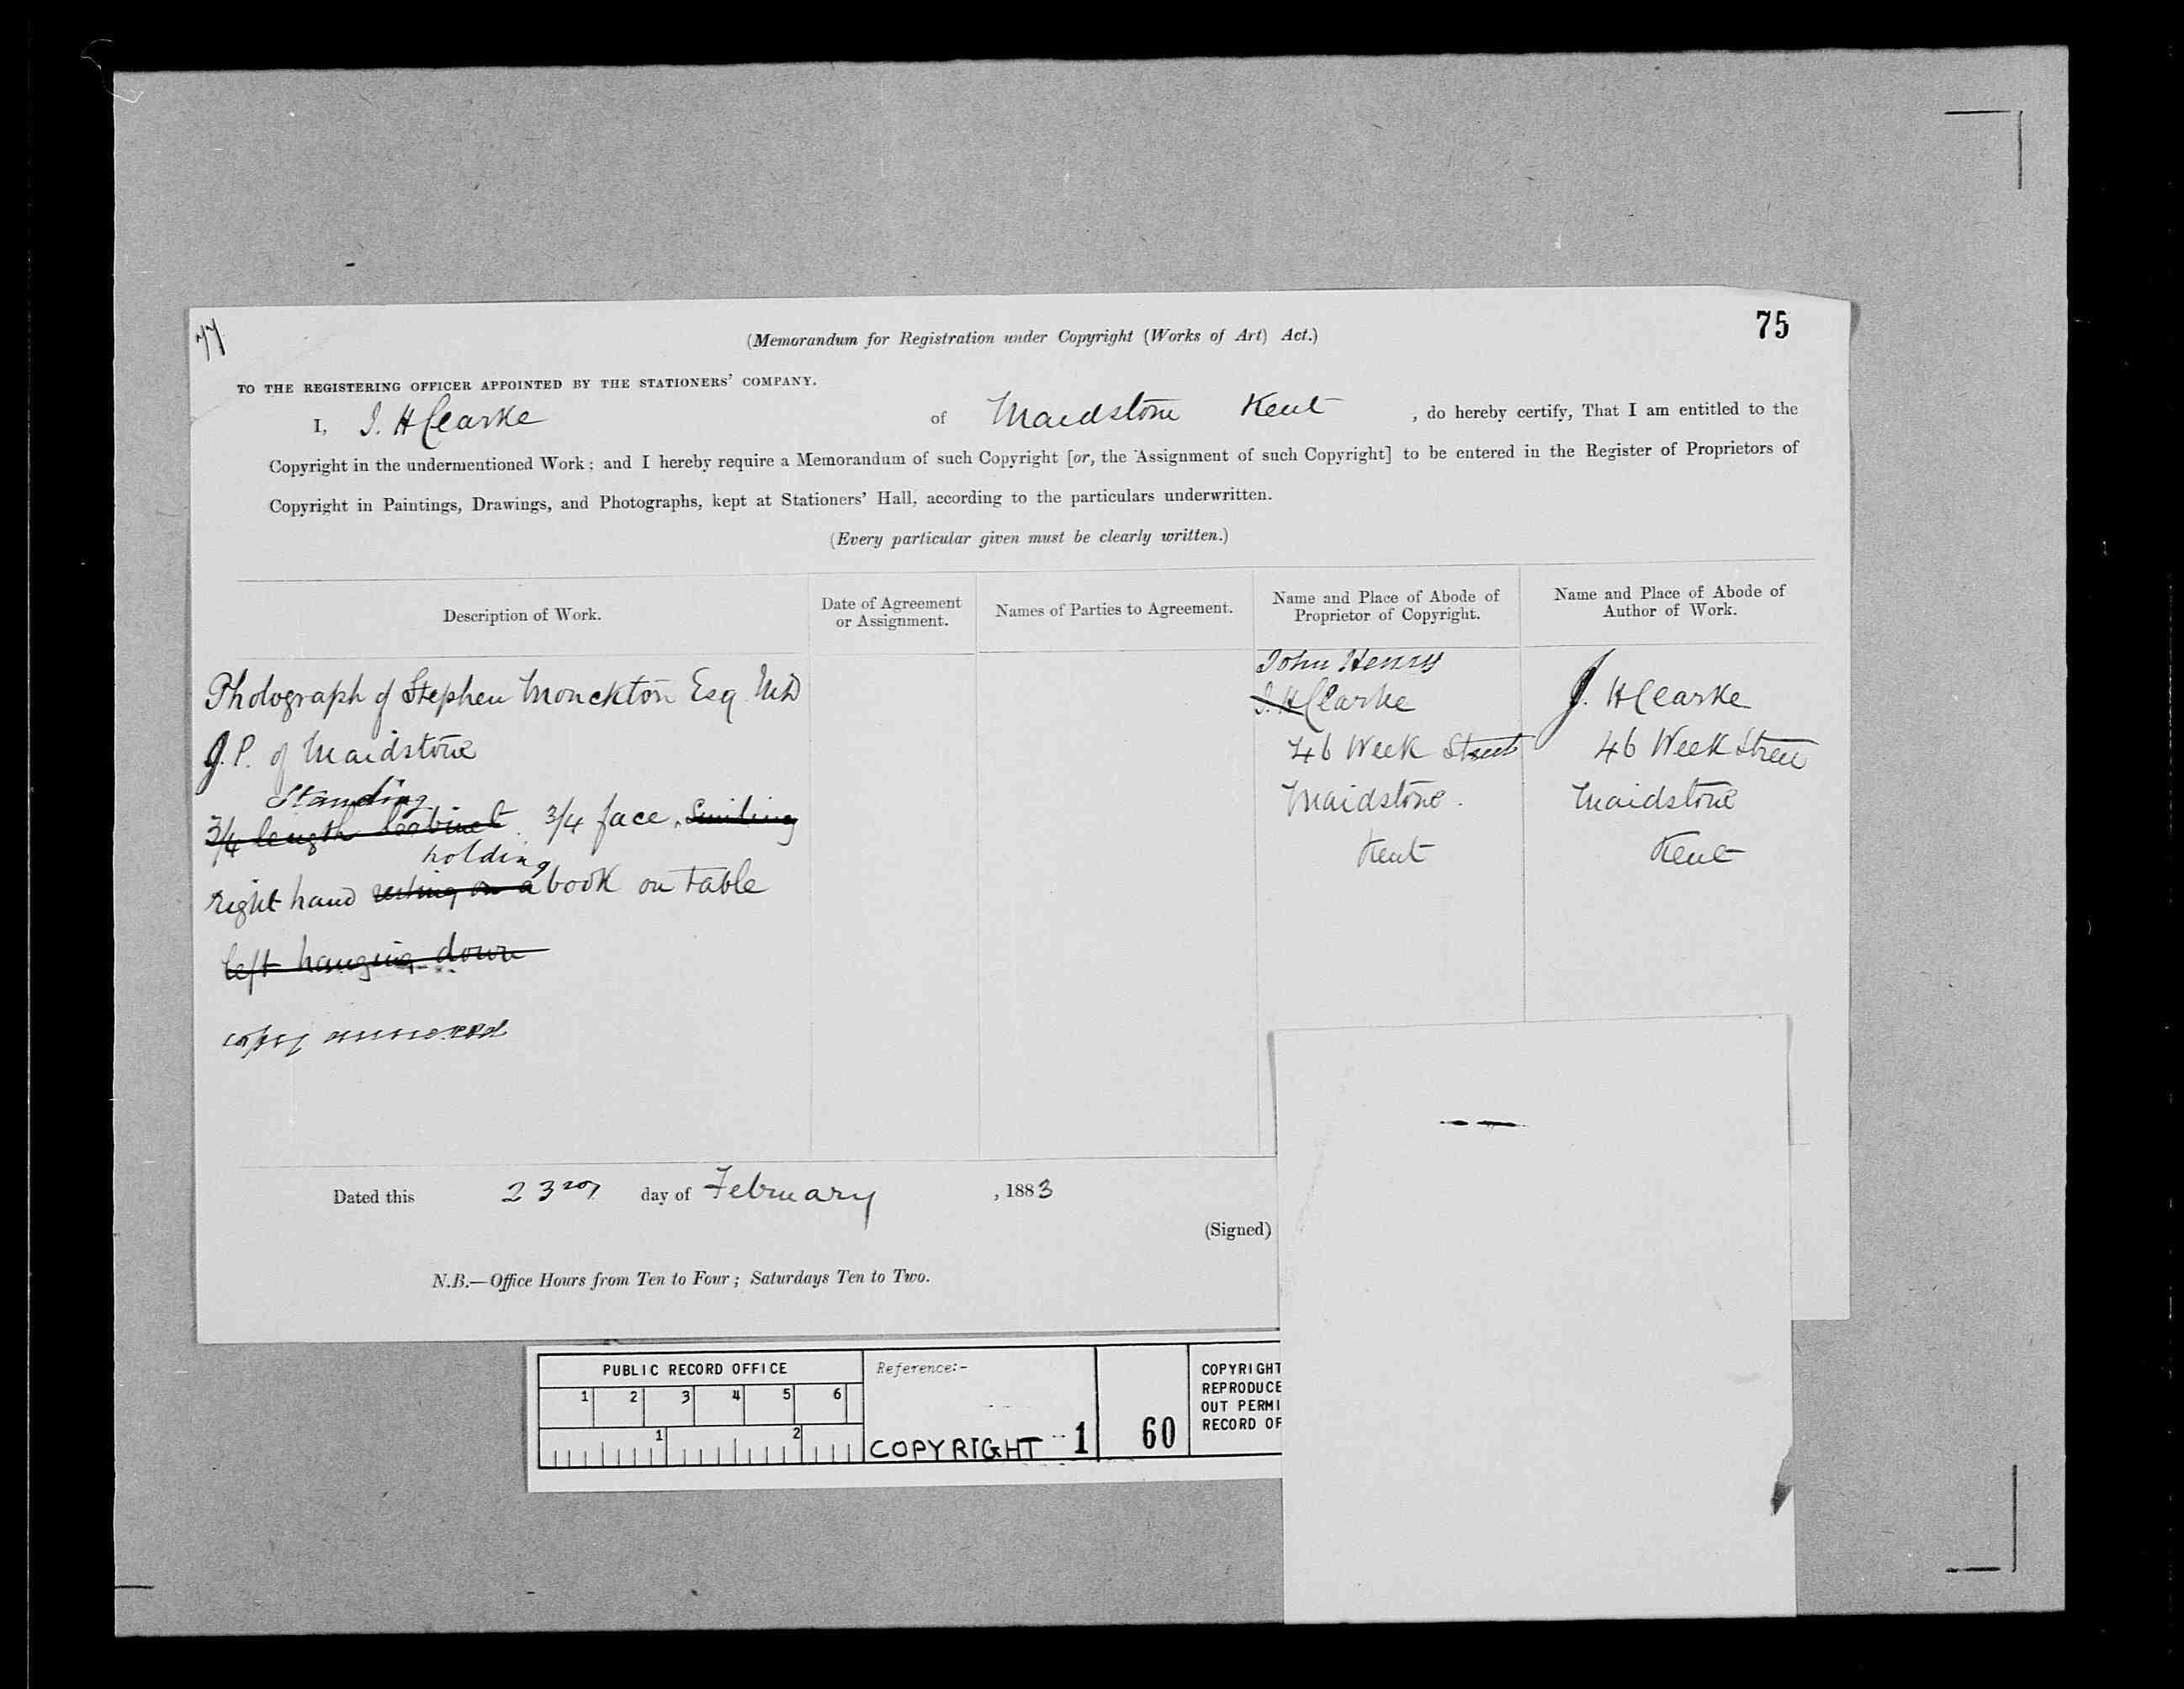 77
75
(Memorandum for Registration under Copyright (Works of Art) Act.)
TO THE REGISTERING OFFICER APPOINTED BY THE STATIONERS' COMPANY.
I, J. H Clarke of Maidstone Kent , do hereby certify, That I am entitled to the
Copyright in the undermentioned Work; and I hereby require a Memorandum of such Copyright [or, the Assignment of such Copyright] to be entered in the Register of Proprietors of
Copyright in Paintings, Drawings, and Photographs, kept at Stationers' Hall, according to the particulars underwritten.
(Every particular given must be clearly written.)
Description of Work.
Photograph of Stephen Monckton Esq MD
J.P. of Maidstone
Standing
3/4 length Cabinet. 3/4 face, Smiling
holding
right hand resting on a book on table
left hanging down
copy annexed
Date of Agreement
or Assignment.
Names of Parties to Agreement.
Name and Place of Abode of
Proprietor of Copyright.
John Henry
J. H Clarke
46 Week Street
Maidstone.
Kent
Name and Place of Abode of
Author of Work.
J. H Clarke
46 Week Street
Maidstone
Kent
Dated this 23rd day of February , 1883
(Signed)
N.B.—Office Hours from Ten to Four; Saturdays Ten to Two.
PUBLIC RECORD OFFICE
1 2 3 4 5 6
1 2
Reference:-
COPYRIGHT 1
60
COPYRIGHT
REPRODUCE
OUT PERMI
RECORD OF